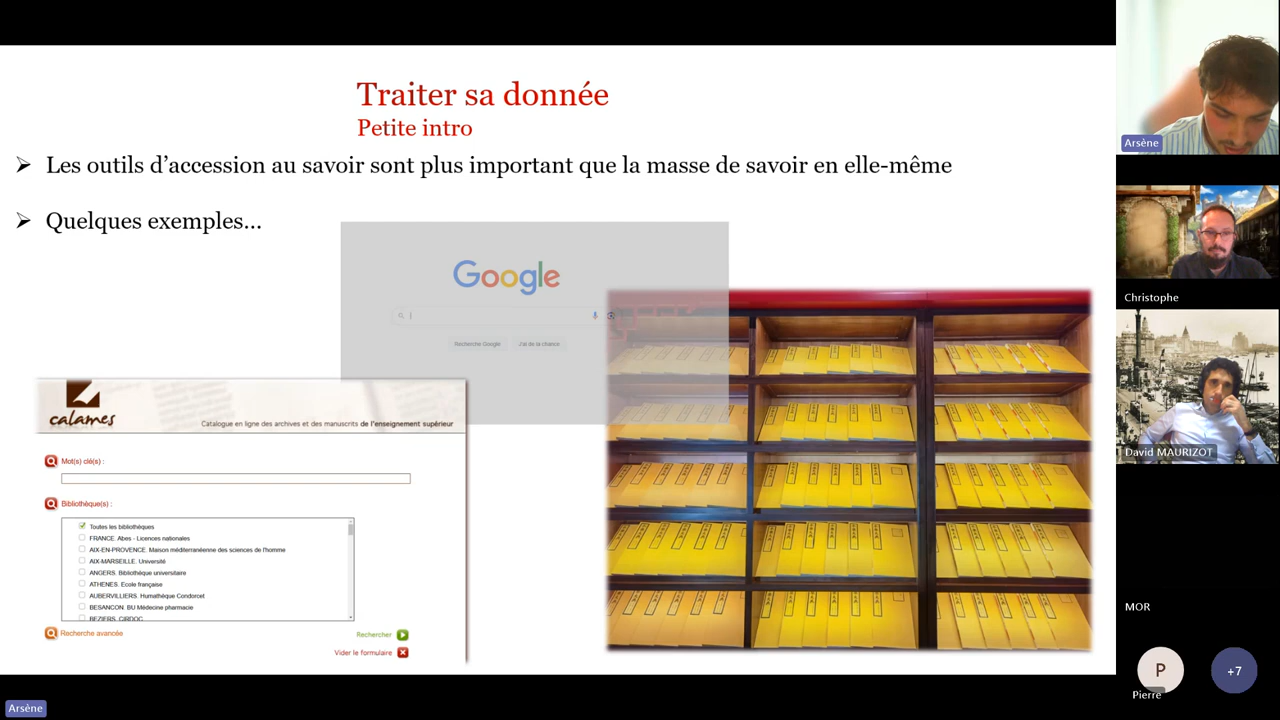 Traiter sa donnée
Petite intro
➢ Les outils d’accession au savoir sont plus important que la masse de savoir en elle-même
➢ Quelques exemples…
Google
Recherche Google
J'ai de la chance
calames
Catalogue en ligne des archives et des manuscrits de l'enseignement supérieur
Mot(s) clé(s) :
Bibliothèque(s) :
Toutes les bibliothèques
FRANCE. Abes - Licences nationales
AIX-EN-PROVENCE. Maison méditerranéenne des sciences de l'homme
AIX-MARSEILLE. Université
ANGERS. Bibliothèque universitaire
ATHENES. Ecole française
AUBERVILLIERS. Humathèque Condorcet
BESANCON. BU Médecine pharmacie
BEZIERS. CIRDOC
Recherche avancée
Rechercher
Vider le formulaire
Arsène
Christophe
David MAURIZOT
MOR
P
+7
Pierre
Arsène